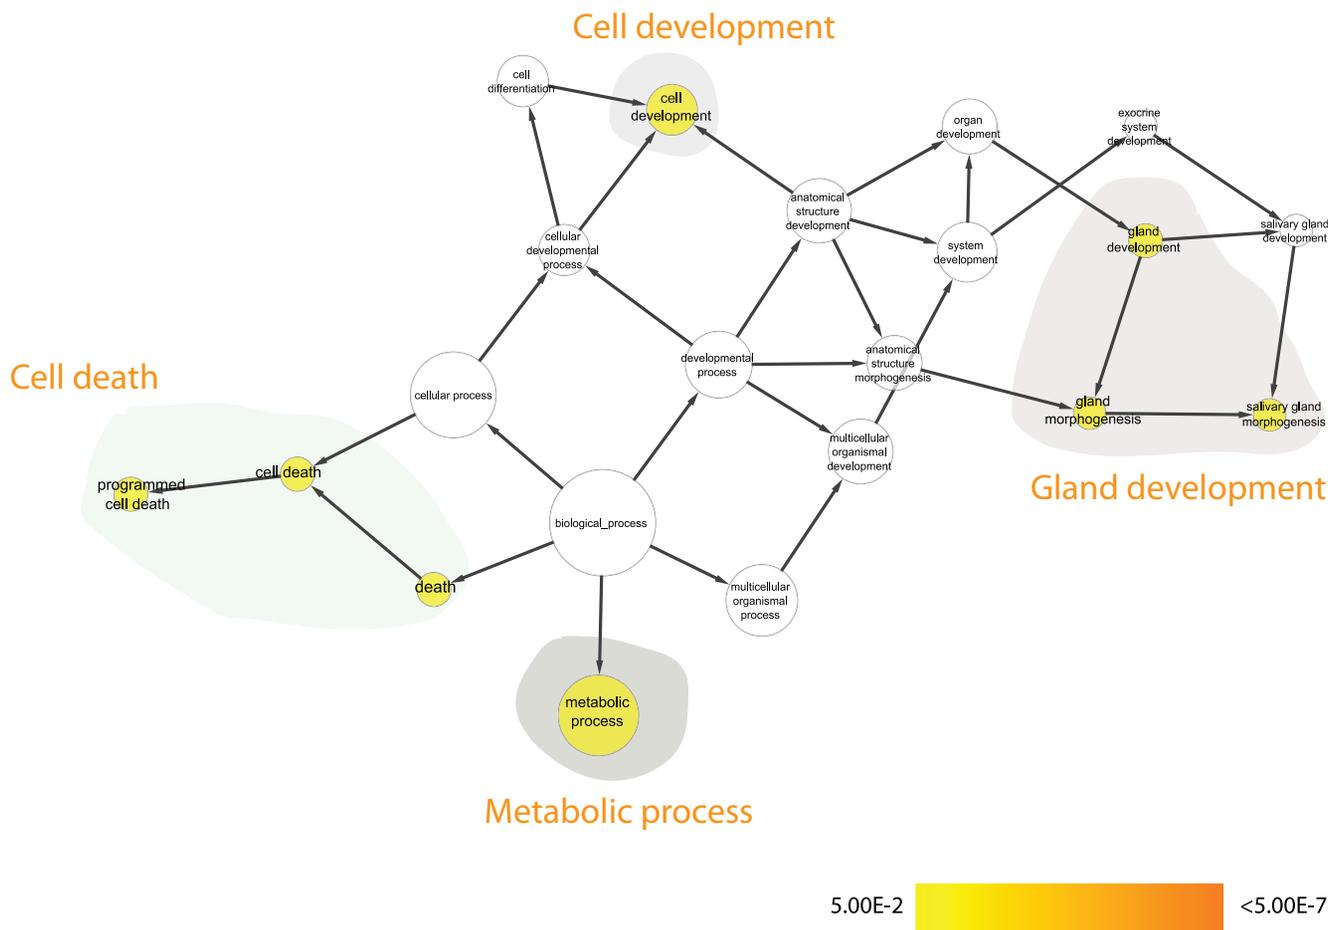 Cell development
cell
differentiation
cell
development
organ
development
exocrine
system
development
anatomical
structure
development
cellular
developmental
process
system
development
gland
development
salivary gland
development
developmental
process
anatomical
structure
morphogenesis
Cell death
cellular process
gland
morphogenesis
salivary gland
morphogenesis
multicellular
organismal
development
cell death
programmed
cell death
Gland development
biological_process
death
multicellular
organismal
process
metabolic
process
Metabolic process
5.00E-2
<5.00E-7